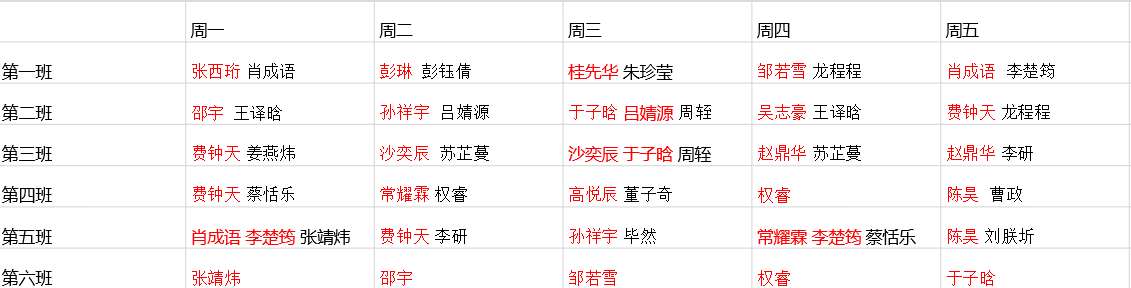 周一 周二 周三 周四 周五
第一班 张西珩 肖成语 彭琳 彭钰倩 桂先华 朱珍莹 邹若雪 龙程程 肖成语 李楚筠
第二班 邵宇 王译晗 孙祥宇 吕婧源 于子晗 吕婧源 周轾 吴志豪 王译晗 费钟天 龙程程
第三班 费钟天 姜燕炜 沙奕辰 苏芷蔓 沙奕辰 于子晗 周轾 赵鼎华 苏芷蔓 赵鼎华 李研
第四班 费钟天 蔡恬乐 常耀霖 权睿 高悦辰 董子奇 权睿 陈昊 曹政
第五班 肖成语 李楚筠 张靖炜 费钟天 李研 孙祥宇 毕然 常耀霖 李楚筠 蔡恬乐 陈昊 刘朕圻
第六班 张靖炜 邵宇 邹若雪 权睿 于子晗